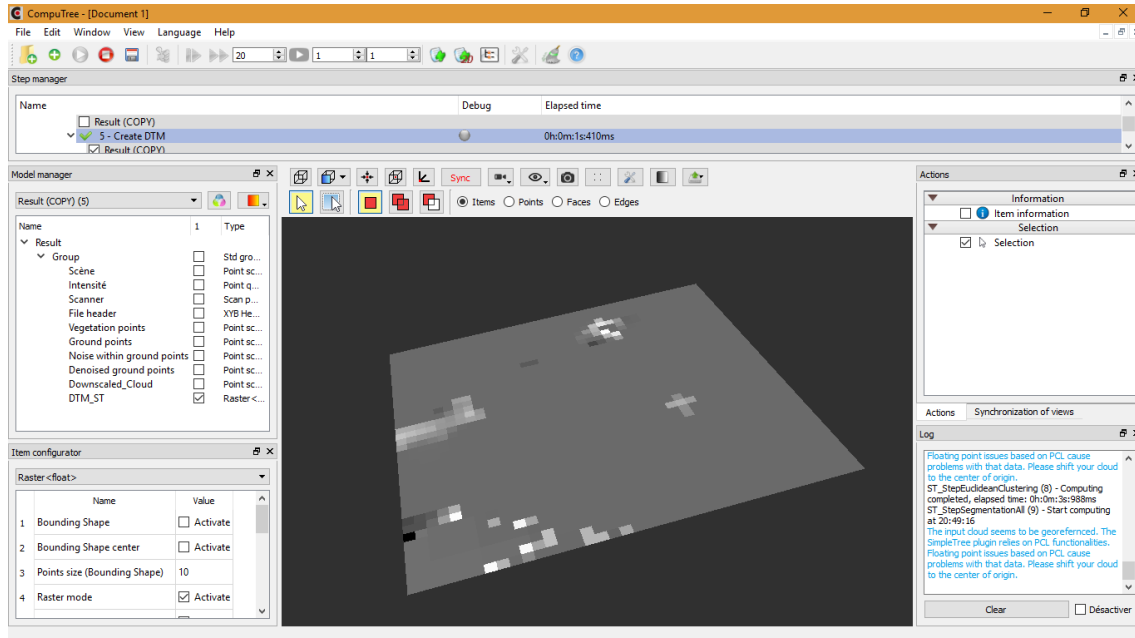 CompuTree - [Document 1]
File Edit Window View Language Help
20 1 1
Step manager
Name Debug Elapsed time
Result (COPY)
5 - Create DTM 0h:0m:1s:410ms
Result (COPY)
Model manager
Result (COPY) (5)
Name 1 Type
Result
Group Std gro...
Scène Point sc...
Intensité Point q...
Scanner Scan p...
File header XYB He...
Vegetation points Point sc...
Ground points Point sc...
Noise within ground points Point sc...
Denoised ground points Point sc...
Downscaled_Cloud Point sc...
DTM_ST Raster<...
Item configurator
Raster<float>
Name Value
1 Bounding Shape Activate
2 Bounding Shape center Activate
3 Points size (Bounding Shape) 10
4 Raster mode Activate
Sync
Items Points Faces Edges
Actions
Information
Item information
Selection
Selection
Actions Synchronization of views
Log
Floating point issues based on PCL cause
problems with that data. Please shift your cloud
to the center of origin.
ST_StepEuclideanClustering (8) - Computing
completed, elapsed time: 0h:0m:3s:988ms
ST_StepSegmentationAll (9) - Start computing
at 20:49:16
The input cloud seems to be georefernced. The
SimpleTree plugin relies on PCL functionalities.
Floating point issues based on PCL cause
problems with that data. Please shift your cloud
to the center of origin.
Clear Désactiver